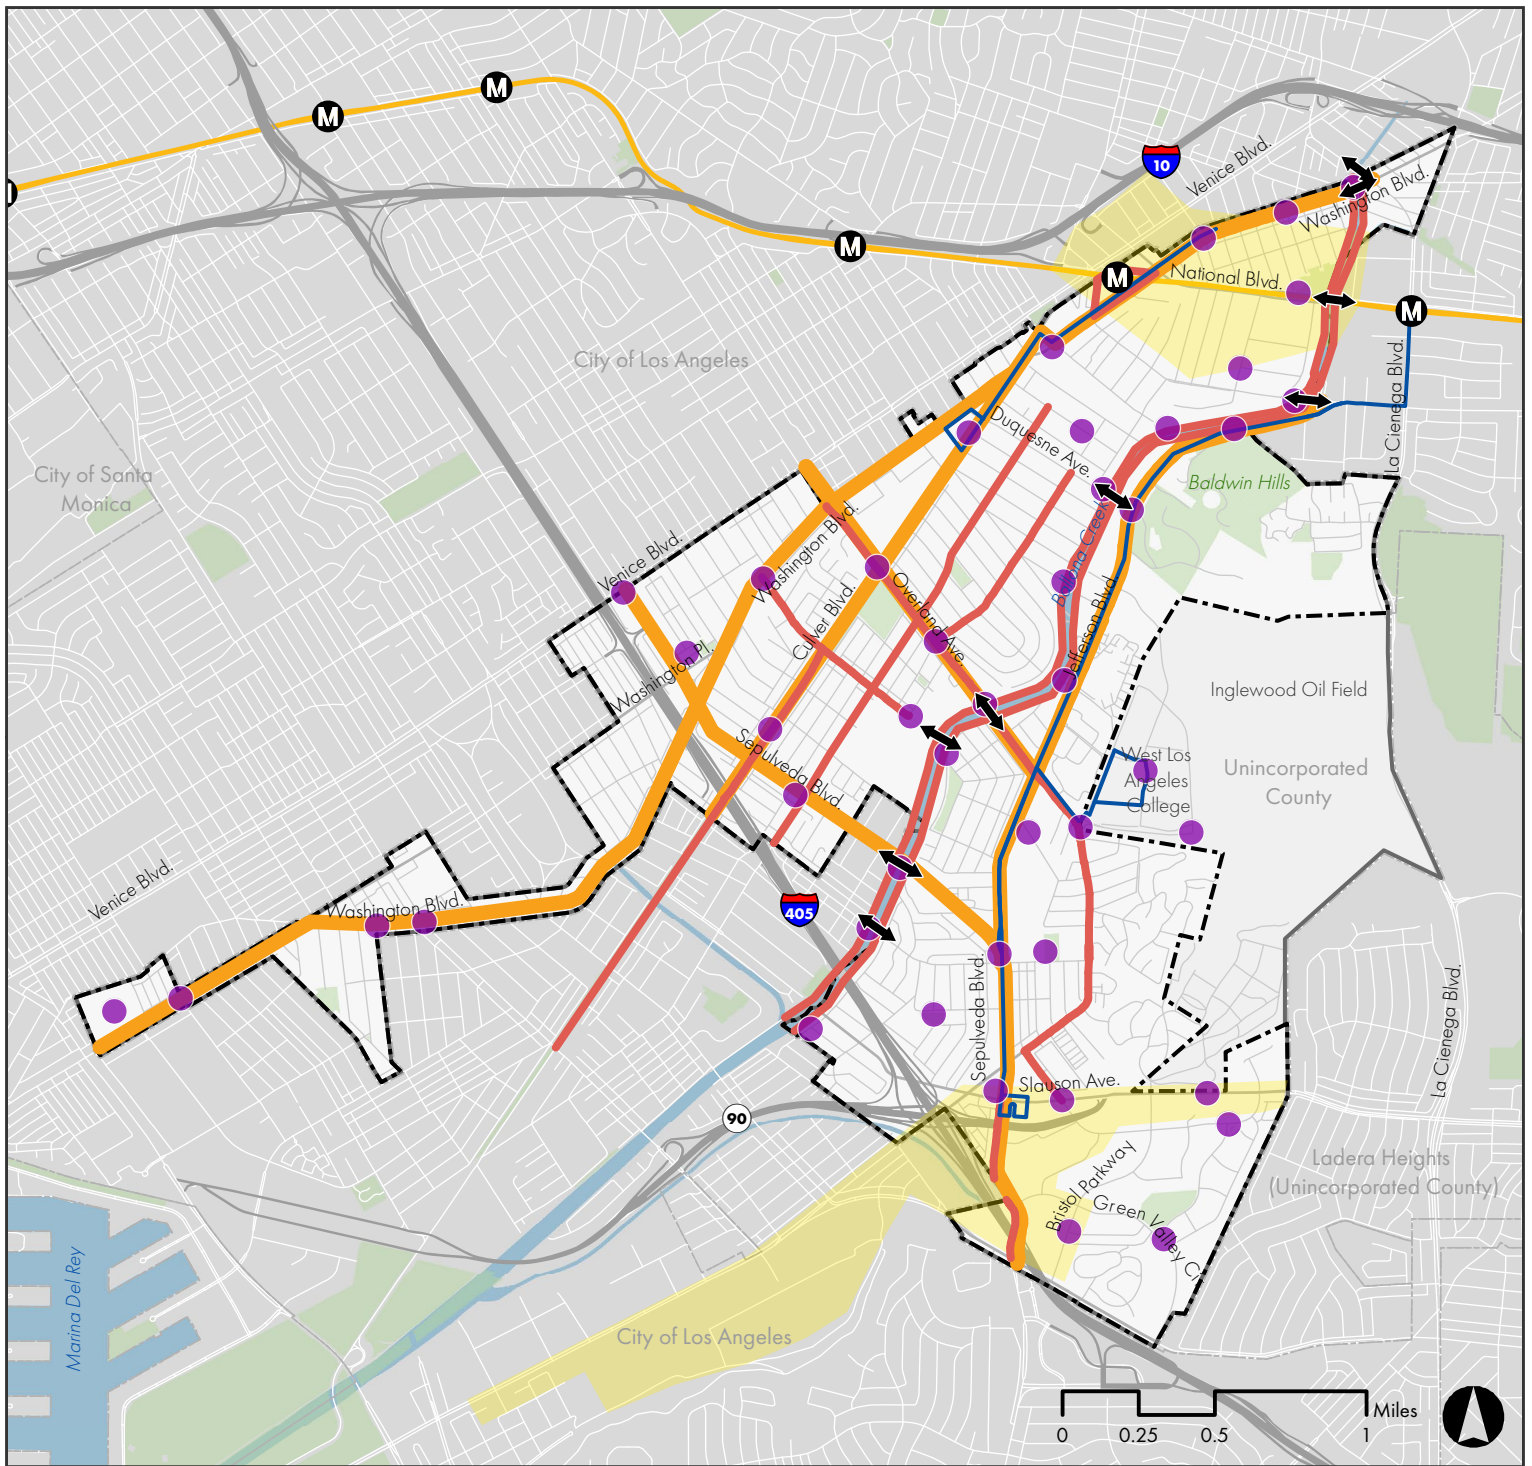 M
M
10
Venice Blvd.
Washington Blvd.
M
M
National Blvd.
M
City of Los Angeles
La Cienega Blvd.
Duquesne Ave.
City of Santa
Monica
Baldwin Hills
Washington Blvd.
Ballona Creek
Venice Blvd.
Overland Ave.
Culver Blvd.
Jefferson Blvd.
Washington Pl.
Inglewood Oil Field
Sepulveda Blvd.
West Los
Angeles
College
Unincorporated
County
Venice Blvd.
Washington Blvd.
405
Sepulveda Blvd.
La Cienega Blvd.
Slauson Ave.
90
Bristol Parkway
Ladera Heights
(Unincorporated County)
Green Valley Ci
Marina Del Rey
City of Los Angeles
Miles
0 0.25 0.5 1